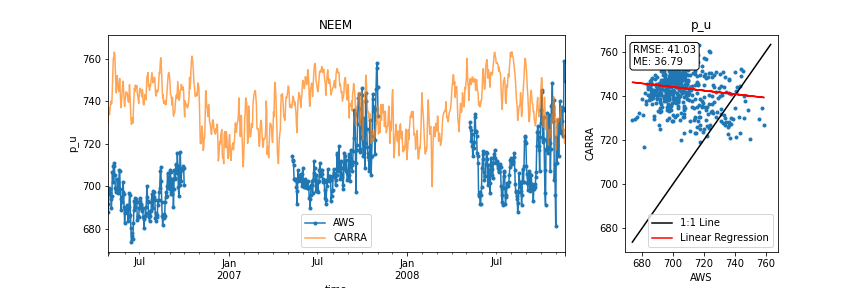 NEEM
p_u
760
740
720
700
680
p_u
AWS
CARRA
Jul
Jan
2007
Jul
Jan
2008
Jul
time
RMSE: 41.03
ME: 36.79
760
740
720
700
680
CARRA
1:1 Line
Linear Regression
680
700
720
740
760
AWS